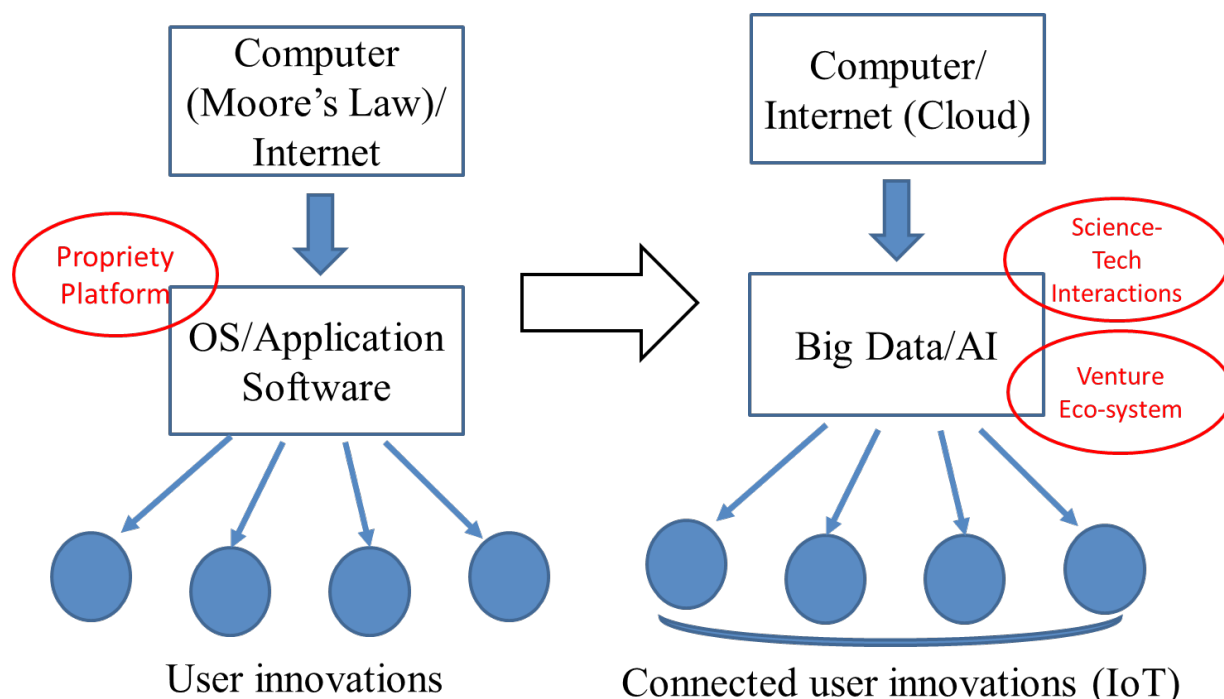 Computer
(Moore's Law)/
Internet
Propriety
Platform
OS/Application
Software
User innovations
Computer/
Internet (Cloud)
Science-
Tech
Interactions
Big Data/AI
Venture
Eco-system
Connected user innovations (IoT)